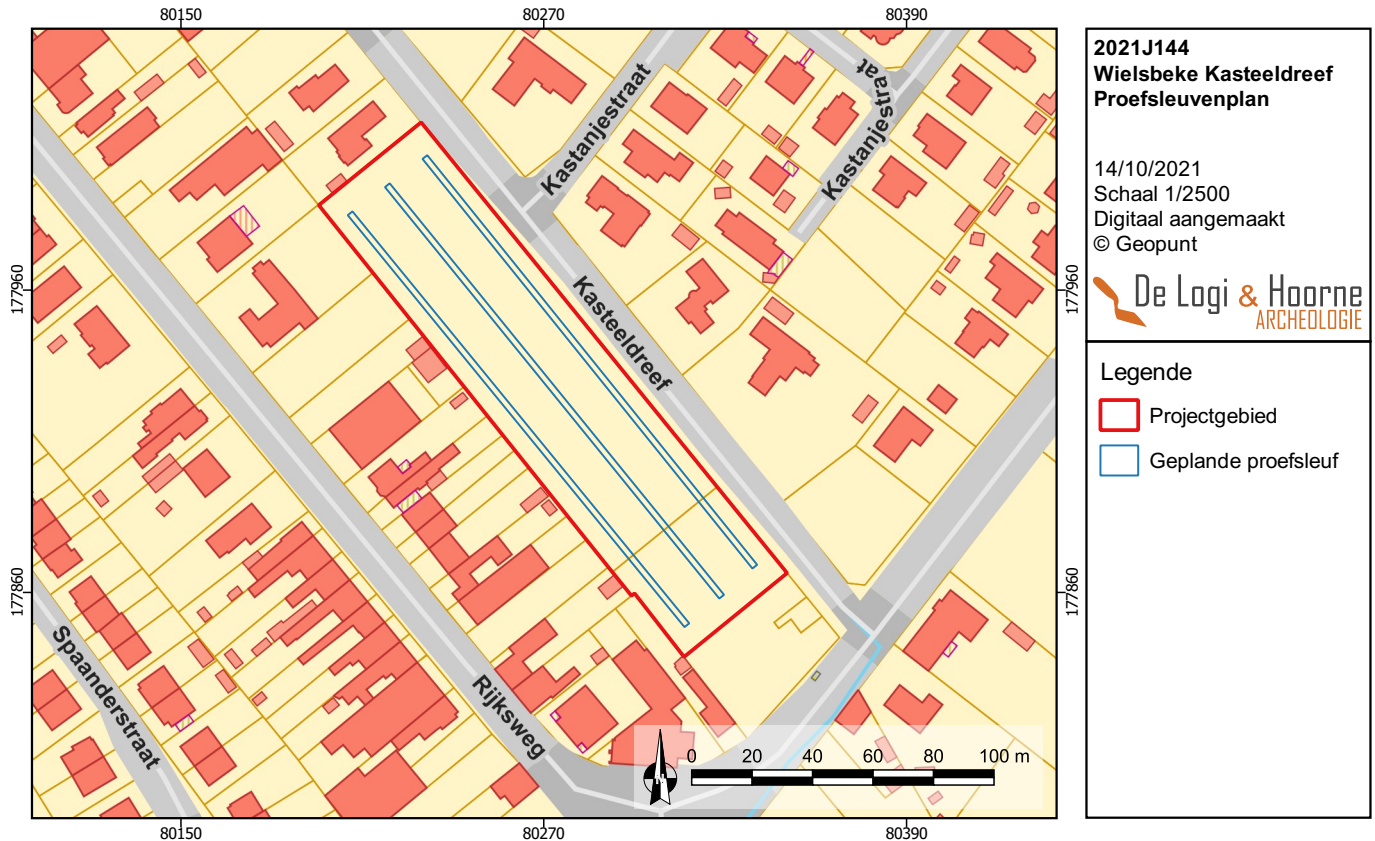 80150
80270
80390
177960
177860
177960
177860
80150
80270
80390
Kastanjestraat
Kastanjestraat
Kasteeldreef
Rijksweg
Spaanderstraat
N
0 20 40 60 80 100 m
2021J144
Wielsbeke Kasteeldreef
Proefsleuvenplan
14/10/2021
Schaal 1/2500
Digitaal aangemaakt
© Geopunt
De Logi & Hoorne
ARCHEOLOGIE
Legende
Projectgebied
Geplande proefsleuf